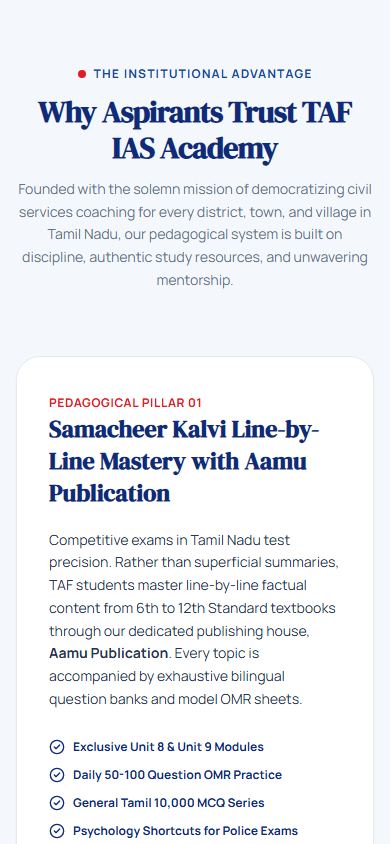 THE INSTITUTIONAL ADVANTAGE
Why Aspirants Trust TAF
IAS Academy
Founded with the solemn mission of democratizing civil
services coaching for every district, town, and village in
Tamil Nadu, our pedagogical system is built on
discipline, authentic study resources, and unwavering
mentorship.
PEDAGOGICAL PILLAR 01
Samacheer Kalvi Line-by-
Line Mastery with Aamu
Publication
Competitive exams in Tamil Nadu test
precision. Rather than superficial summaries,
TAF students master line-by-line factual
content from 6th to 12th Standard textbooks
through our dedicated publishing house,
Aamu Publication. Every topic is
accompanied by exhaustive bilingual
question banks and model OMR sheets.
Exclusive Unit 8 & Unit 9 Modules
Daily 50-100 Question OMR Practice
General Tamil 10,000 MCQ Series
Psychology Shortcuts for Police Exams